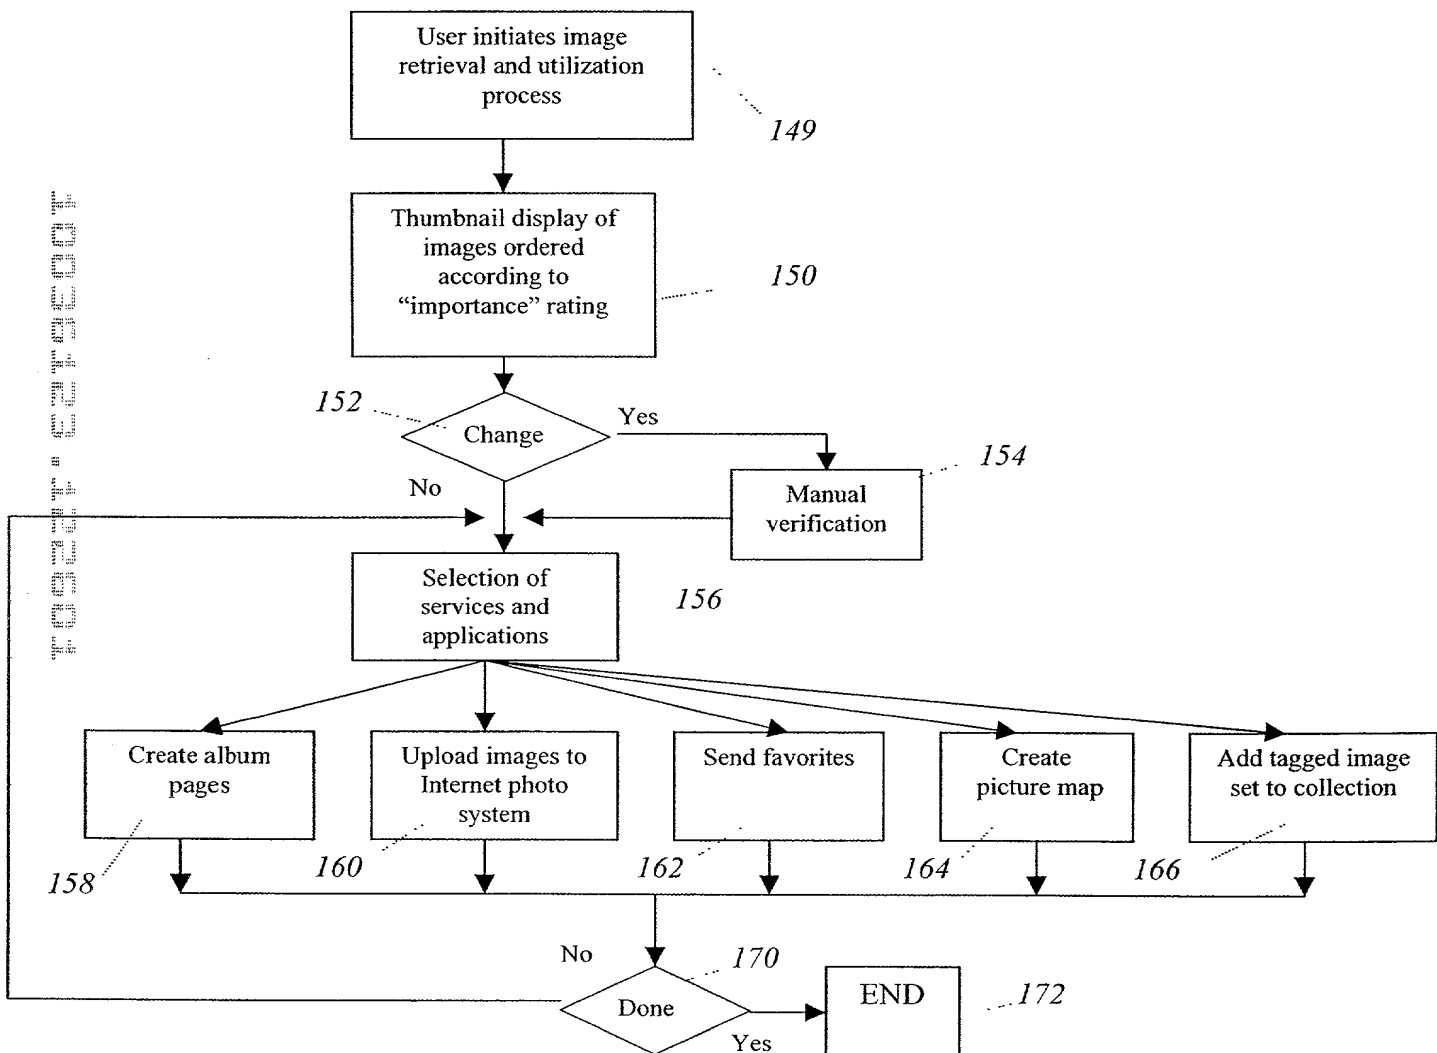 User initiates image
retrieval and utilization
process
149
Thumbnail display of
images ordered
according to
“importance” rating
150
152
Change
Yes
154
No
Manual
verification
Selection of
services and
applications
156
Create album
pages
Upload images to
Internet photo
system
Send favorites
Create
picture map
Add tagged image
set to collection
158
160
162
164
166
No
170
Done
Yes
END
172